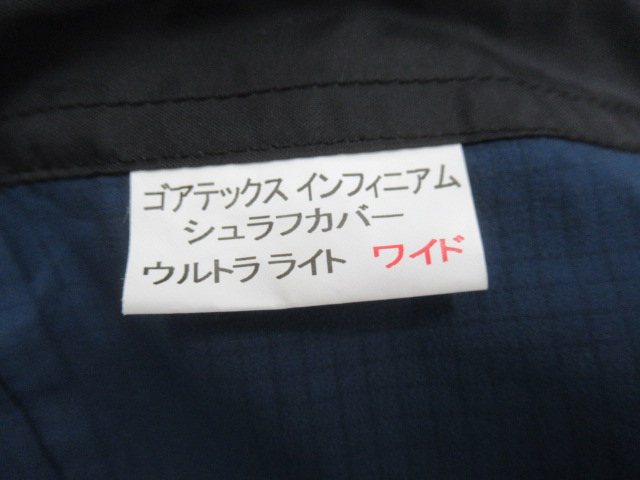 ゴアテックス インフィニアム
シュラフカバー
ウルトラライト ワイド